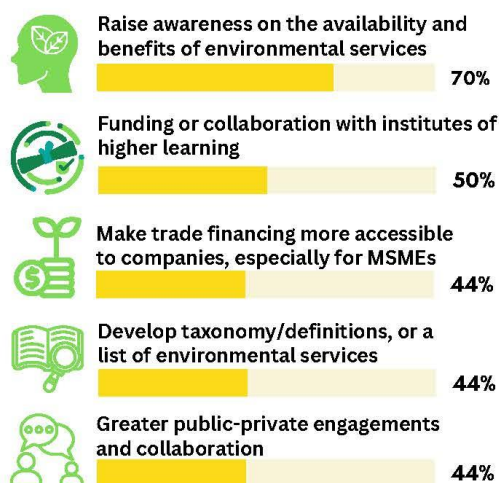 Raise awareness on the availability and
benefits of environmental services
70%
Funding or collaboration with institutes of
higher learning
50%
Make trade financing more accessible
to companies, especially for MSMEs
44%
Develop taxonomy/definitions, or a
list of environmental services
44%
Greater public-private engagements
and collaboration
44%